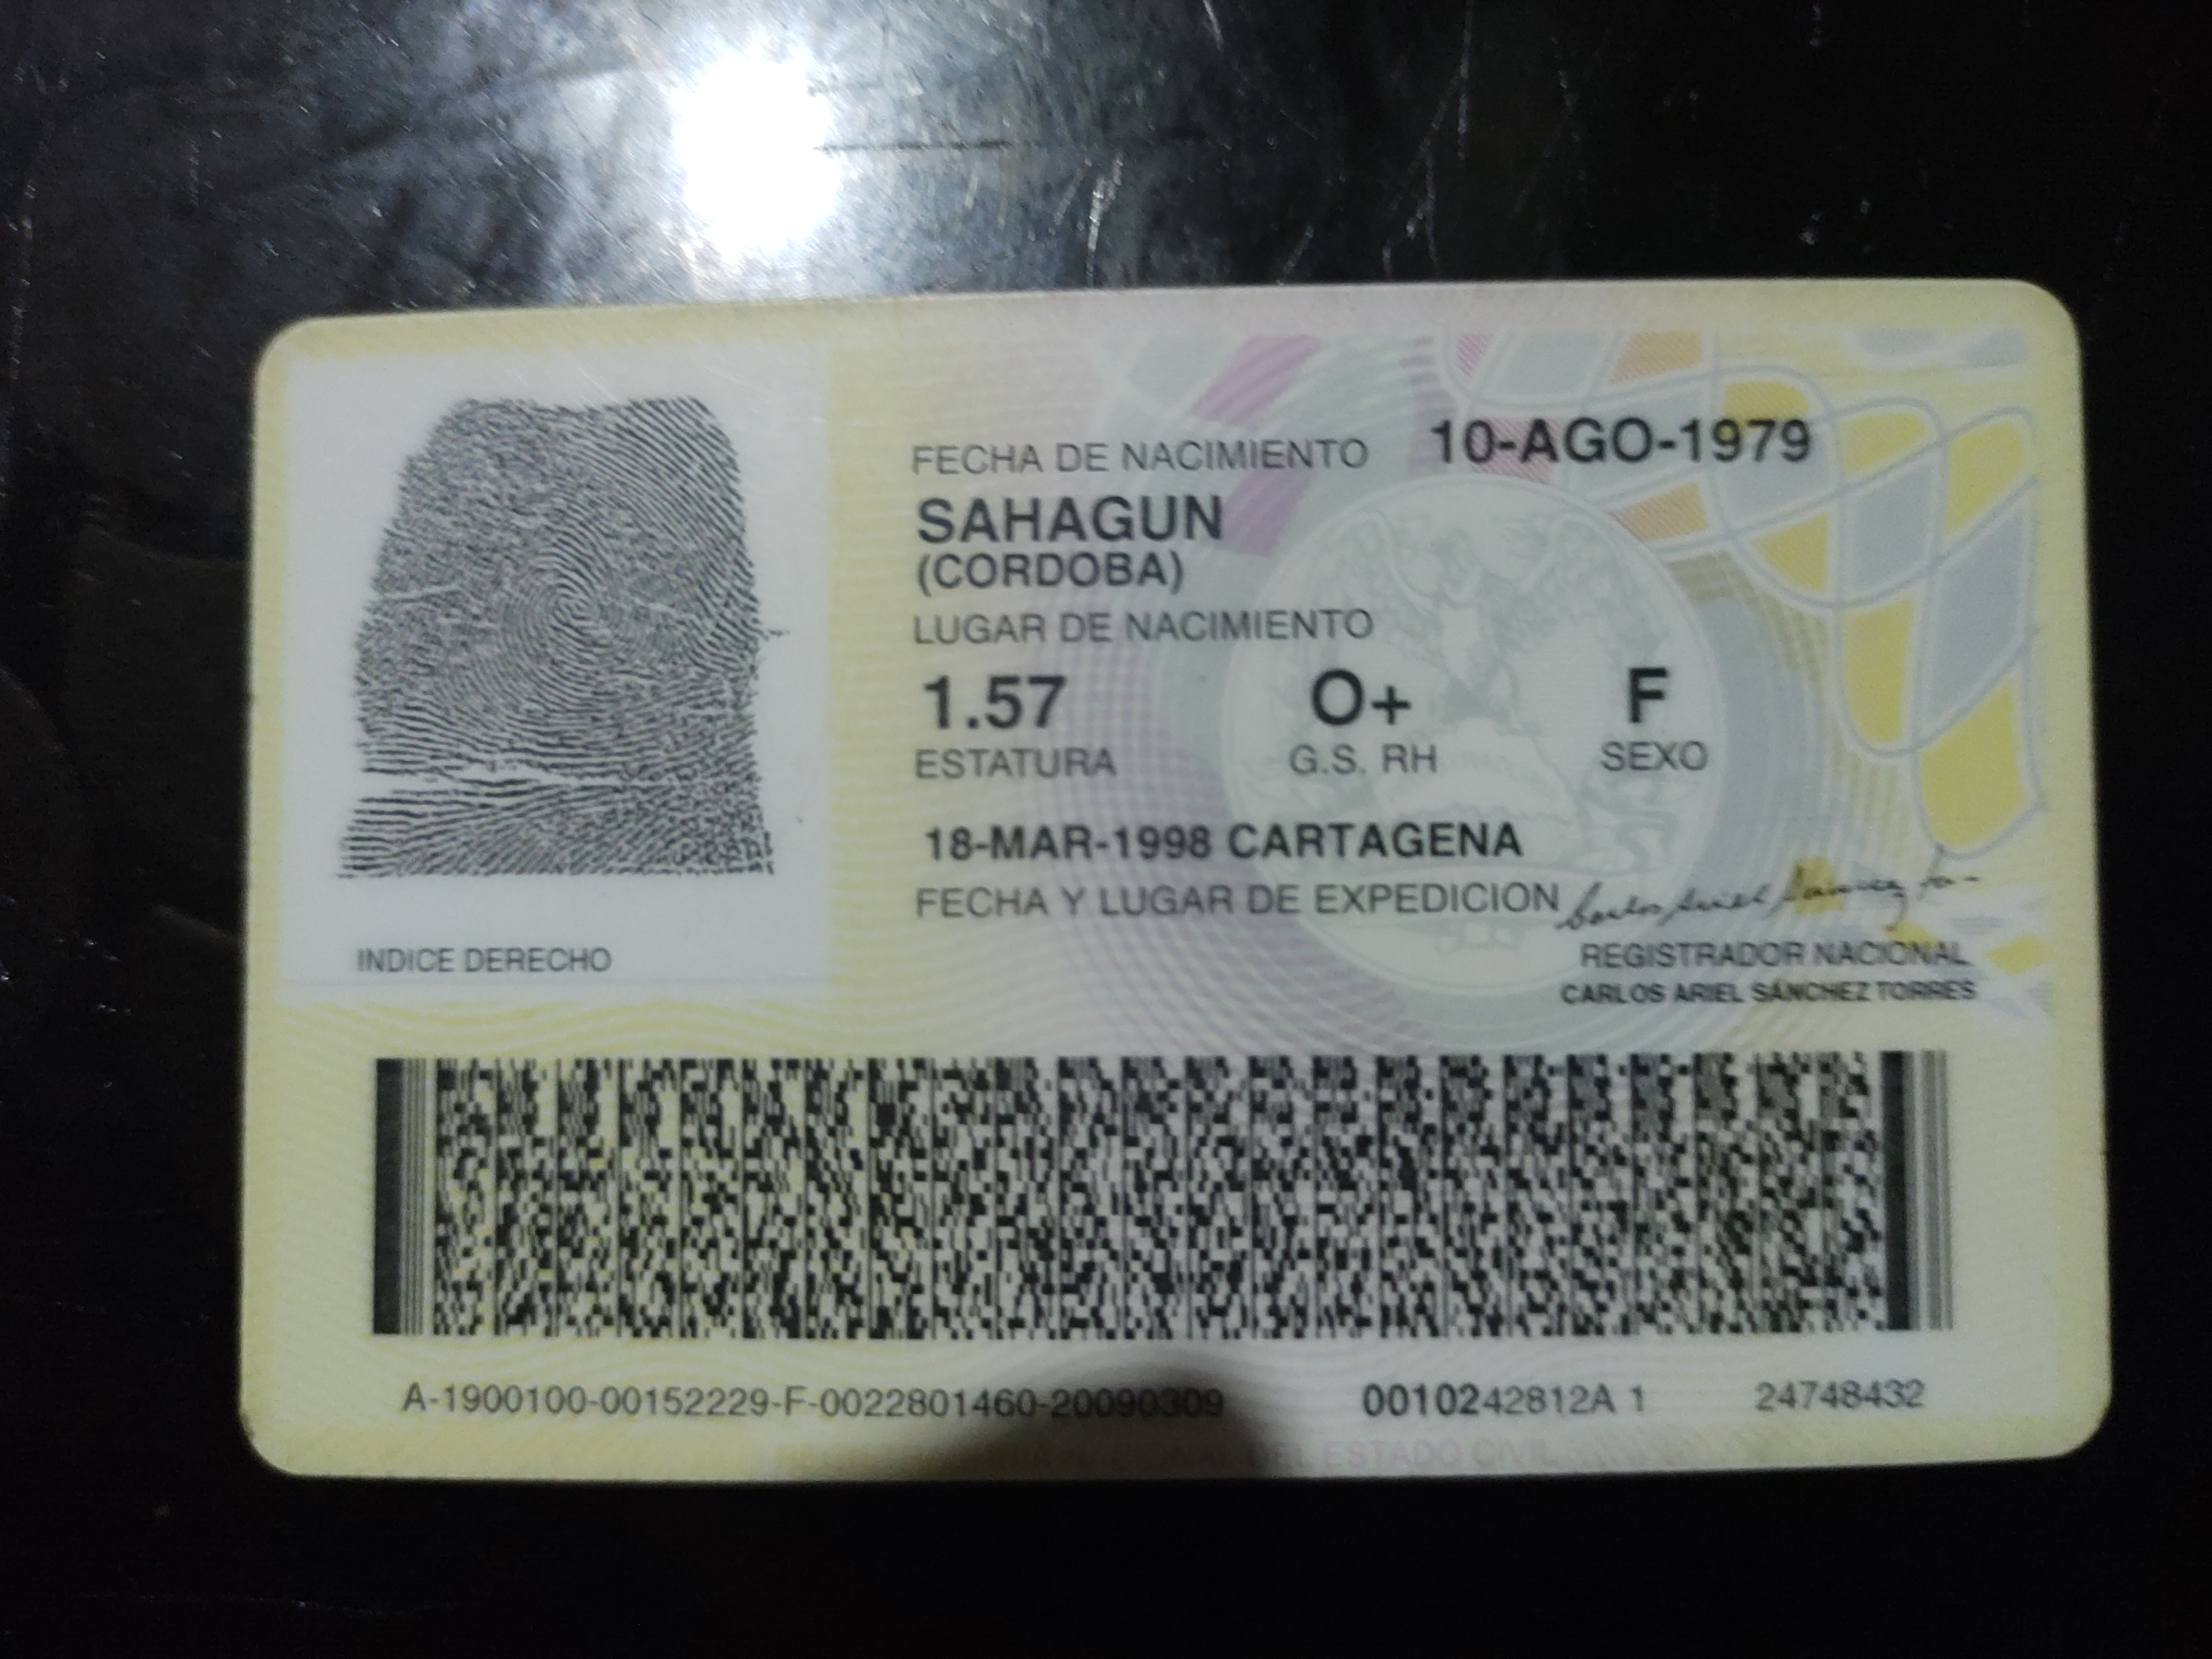 FECHA DE NACIMIENTO 10-AGO-1979
SAHAGUN
(CORDOBA)
LUGAR DE NACIMIENTO
1.57 O+ F
ESTATURA G.S. RH SEXO
18-MAR-1998 CARTAGENA
FECHA Y LUGAR DE EXPEDICION
INDICE DERECHO
REGISTRADOR NACIONAL
CARLOS ARIEL SÁNCHEZ TORRES
A-1900100-00152229-F-0022801460-20090309 0010242812A 1 24748432
ESTADO CIVIL